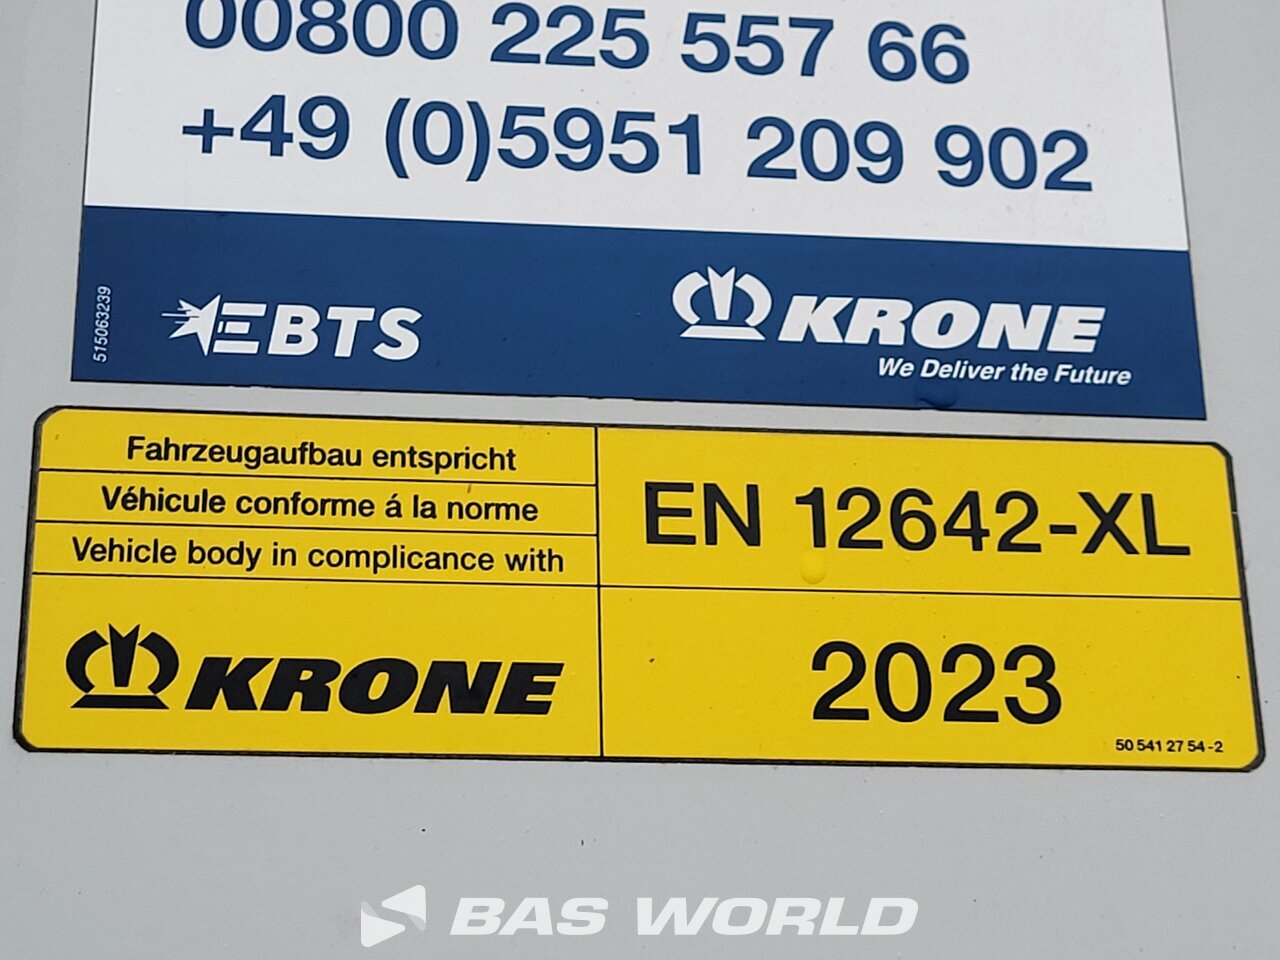 00800 225 557 66
+49 (0)5951 209 902
515063239
EBTS
KRONE
We Deliver the Future
Fahrzeugaufbau entspricht
Véhicule conforme á la norme
Vehicle body in complicance with
EN 12642-XL
KRONE
2023
50 541 27 54-2
BAS WORLD